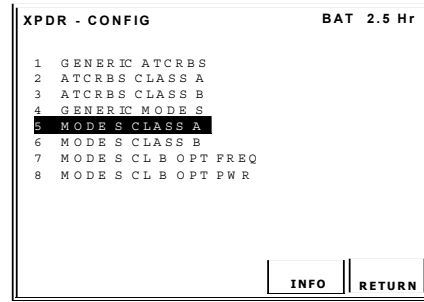 XPDR - CONFIG BAT 2.5 Hr
1 GENERIC ATCRBS
2 ATCRBS CLASS A
3 ATCRBS CLASS B
4 GENERIC MODE S
5 MODE S CLASS A
6 MODE S CLASS B
7 MODE S CL B OPT FREQ
8 MODE S CL B OPT PWR
INFO RETURN